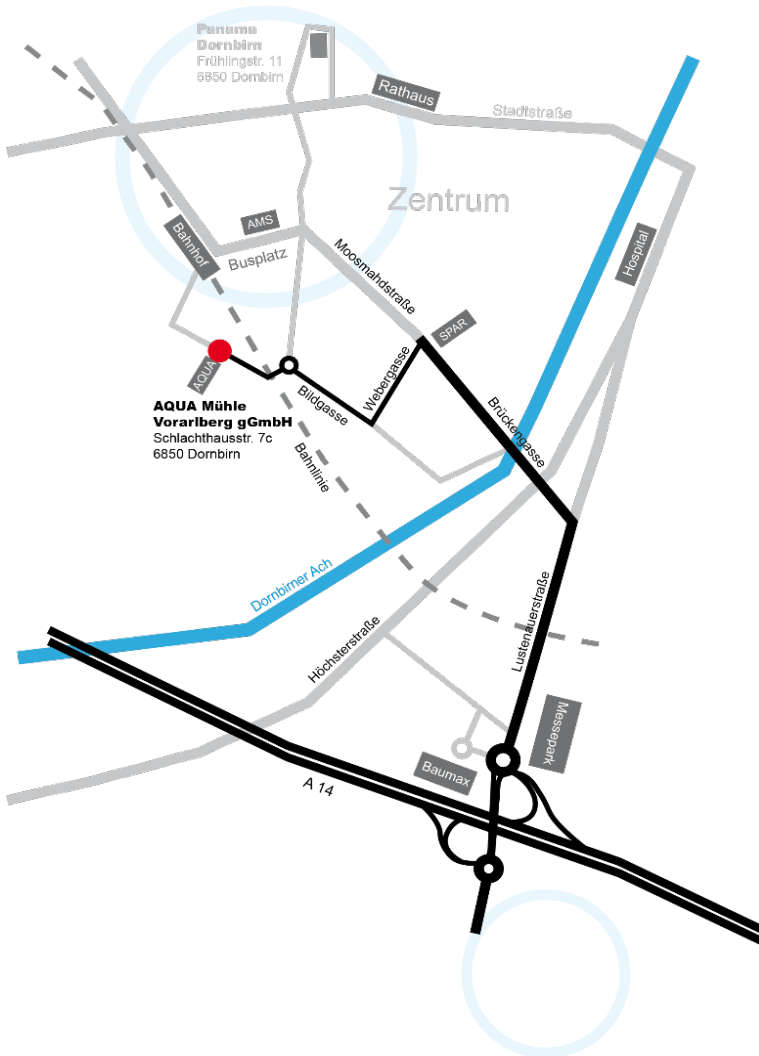 Panama
Dornbirn
Frühlingstr. 11
6850 Dornbirn
Rathaus
Stadtstraße
Zentrum
AMS
Bahnhof
Busplatz
Moosmahdstraße
Hospital
SPAR
AQUA
Webergasse
Bildgasse
AQUA Mühle
Vorarlberg gGmbH
Schlachthausstr. 7c
6850 Dornbirn
Brückengasse
Bahnlinie
Dornbirner Ach
Lustenauerstraße
Höchsterstraße
Messepark
Baumax
A 14